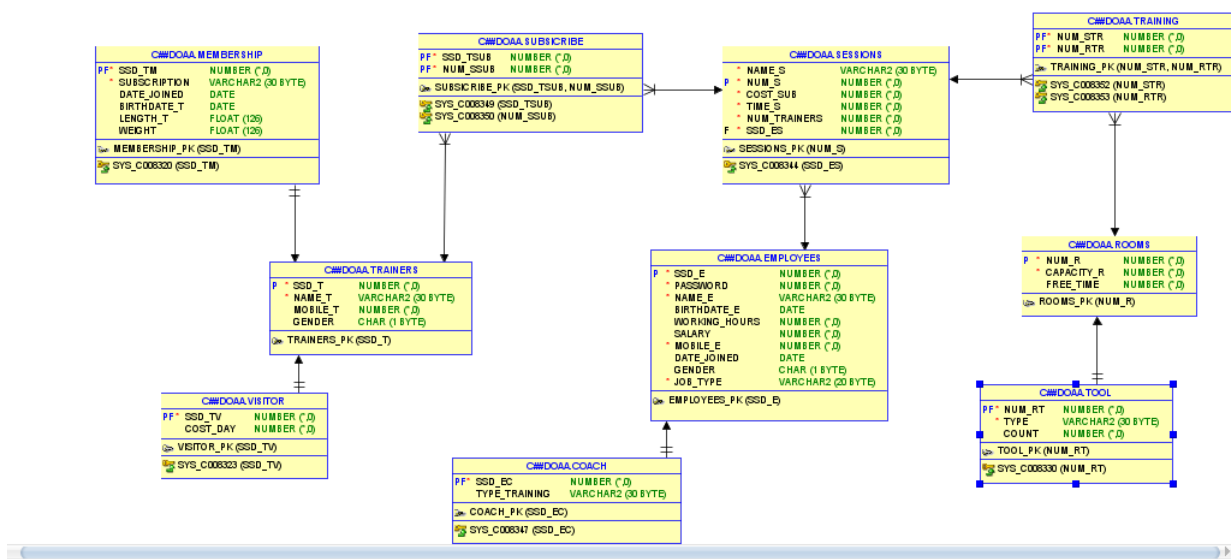 C##DOAA.MEMBERSHIP
PF* SSD_TM NUMBER (*,0)
* SUBSCRIPTION VARCHAR2 (30 BYTE)
DATE_JOINED DATE
BIRTHDATE_T DATE
LENGTH_T FLOAT (126)
WEIGHT FLOAT (126)
MEMBERSHIP_PK (SSD_TM)
SYS_C008320 (SSD_TM)
C##DOAA.SUBSICRIBE
PF* SSD_TSUB NUMBER (*,0)
PF* NUM_SSUB NUMBER (*,0)
SUBSICRIBE_PK (SSD_TSUB, NUM_SSUB)
SYS_C008349 (SSD_TSUB)
SYS_C008350 (NUM_SSUB)
C##DOAA.SESSIONS
* NAME_S VARCHAR2 (30 BYTE)
P * NUM_S NUMBER (*,0)
* COST_SUB NUMBER (*,0)
* TIME_S NUMBER (*,0)
* NUM_TRAINERS NUMBER (*,0)
F * SSD_ES NUMBER (*,0)
SESSIONS_PK (NUM_S)
SYS_C008344 (SSD_ES)
C##DOAA.TRAINING
PF* NUM_STR NUMBER (*,0)
PF* NUM_RTR NUMBER (*,0)
TRAINING_PK (NUM_STR, NUM_RTR)
SYS_C008352 (NUM_STR)
SYS_C008353 (NUM_RTR)
C##DOAA.TRAINERS
P * SSD_T NUMBER (*,0)
* NAME_T VARCHAR2 (30 BYTE)
MOBILE_T NUMBER (*,0)
GENDER CHAR (1 BYTE)
TRAINERS_PK (SSD_T)
C##DOAA.EMPLOYEES
P * SSD_E NUMBER (*,0)
* PASSWORD NUMBER (*,0)
* NAME_E VARCHAR2 (30 BYTE)
BIRTHDATE_E DATE
WORKING_HOURS NUMBER (*,0)
SALARY NUMBER (*,0)
* MOBILE_E NUMBER (*,0)
DATE_JOINED DATE
GENDER CHAR (1 BYTE)
* JOB_TYPE VARCHAR2 (20 BYTE)
EMPLOYEES_PK (SSD_E)
C##DOAA.ROOMS
P * NUM_R NUMBER (*,0)
* CAPACITY_R NUMBER (*,0)
FREE_TIME NUMBER (*,0)
ROOMS_PK (NUM_R)
C##DOAA.VISITOR
PF* SSD_TV NUMBER (*,0)
COST_DAY NUMBER (*,0)
VISITOR_PK (SSD_TV)
SYS_C008323 (SSD_TV)
C##DOAA.COACH
PF* SSD_EC NUMBER (*,0)
TYPE_TRAINING VARCHAR2 (30 BYTE)
COACH_PK (SSD_EC)
SYS_C008347 (SSD_EC)
C##DOAA.TOOL
PF* NUM_RT NUMBER (*,0)
* TYPE VARCHAR2 (30 BYTE)
COUNT NUMBER (*,0)
TOOL_PK (NUM_RT)
SYS_C008330 (NUM_RT)